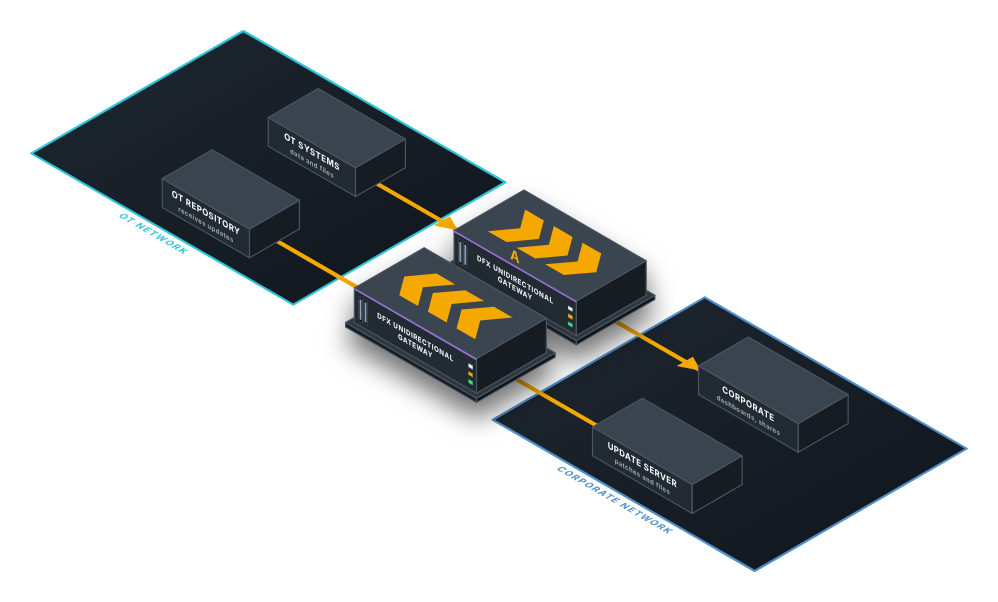 OT SYSTEMS
data and files
OT REPOSITORY
receives updates
OT NETWORK
A
DFX UNIDIRECTIONAL
GATEWAY
DFX UNIDIRECTIONAL
GATEWAY
CORPORATE
dashboards, shares
UPDATE SERVER
patches and files
CORPORATE NETWORK